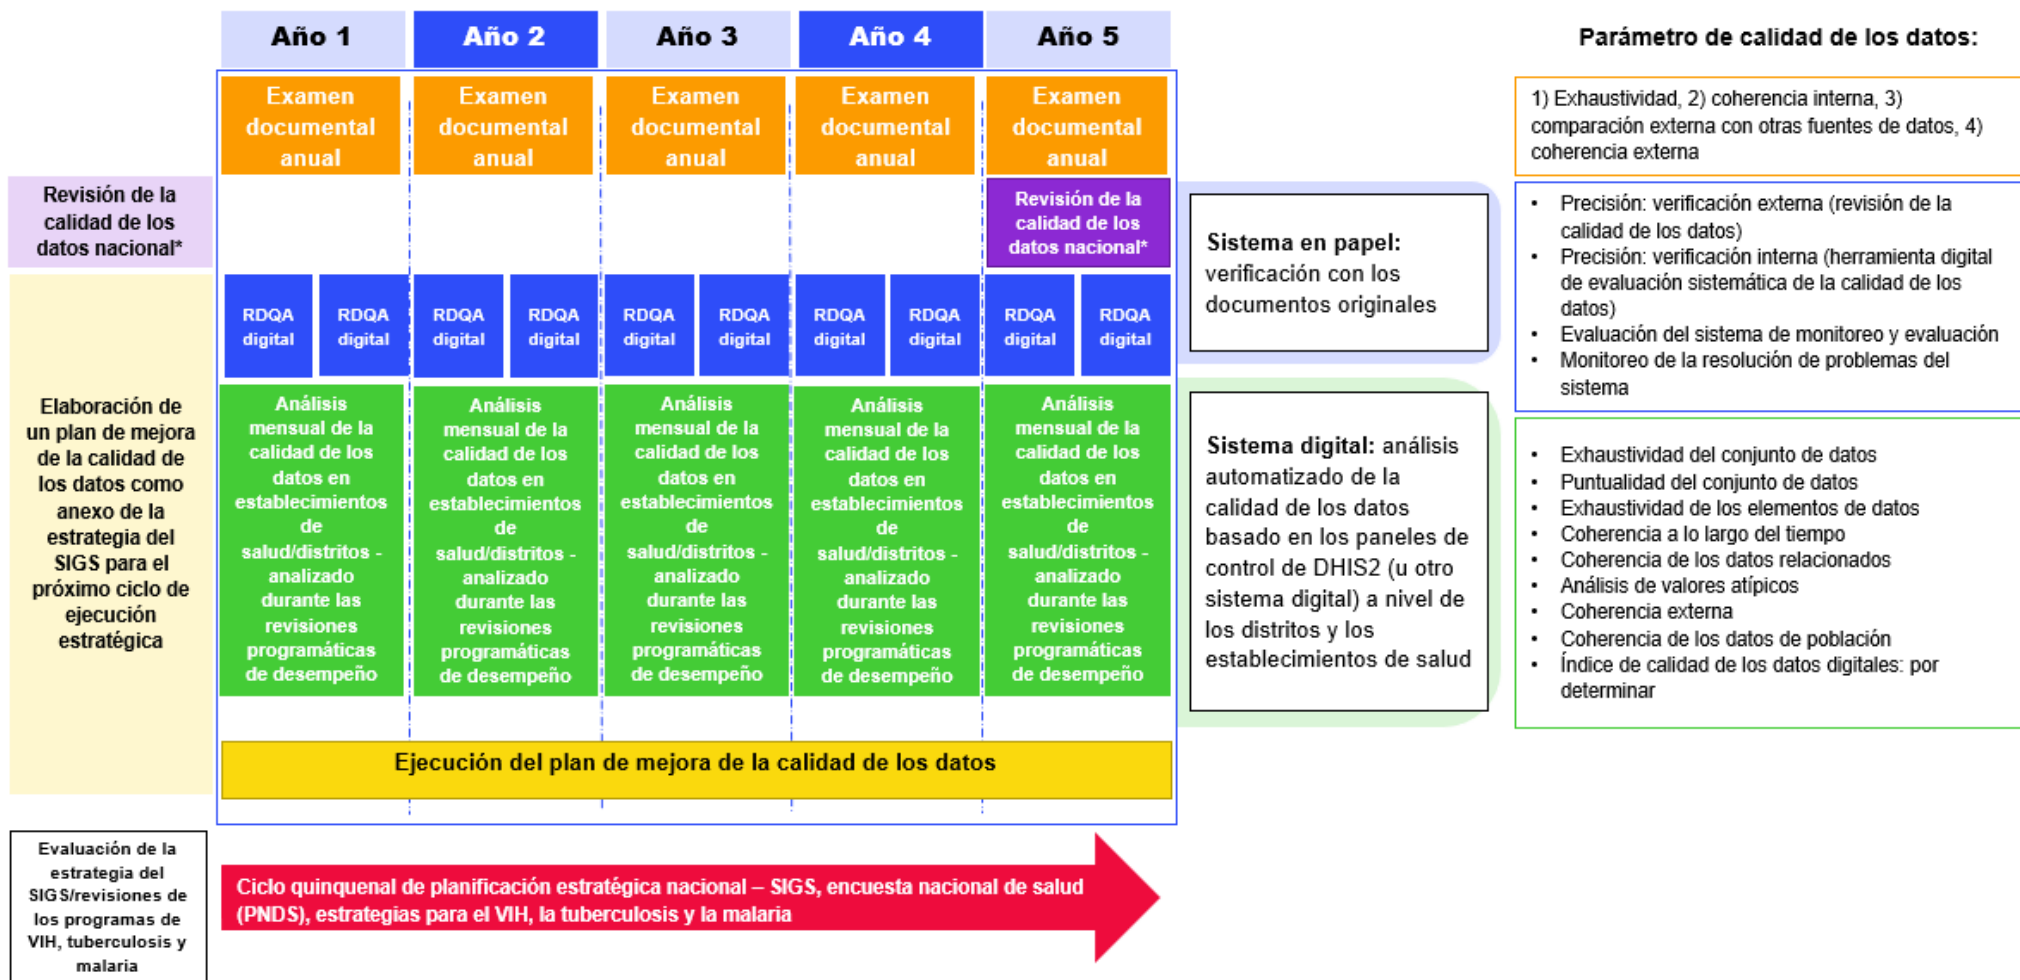 Año 1
Año 2
Año 3
Año 4
Año 5
Parámetro de calidad de los datos:
Examen
documental
anual
Examen
documental
anual
Examen
documental
anual
Examen
documental
anual
Examen
documental
anual
1) Exhaustividad, 2) coherencia interna, 3)
comparación externa con otras fuentes de datos, 4)
coherencia externa
Revisión de la
calidad de los
datos nacional*
Revisión de la
calidad de los
datos nacional*
Sistema en papel:
verificación con los
documentos originales
• Precisión: verificación externa (revisión de la
calidad de los datos)
• Precisión: verificación interna (herramienta digital
de evaluación sistemática de la calidad de los
datos)
• Evaluación del sistema de monitoreo y evaluación
• Monitoreo de la resolución de problemas del
sistema
Elaboración de
un plan de mejora
de la calidad de
los datos como
anexo de la
estrategia del
SIGS para el
próximo ciclo de
ejecución
estratégica
RDQA
digital
RDQA
digital
RDQA
digital
RDQA
digital
RDQA
digital
RDQA
digital
RDQA
digital
RDQA
digital
RDQA
digital
RDQA
digital
Análisis
mensual de la
calidad de los
datos en
establecimientos
de
salud/distritos -
analizado
durante las
revisiones
programáticas
de desempeño
Análisis
mensual de la
calidad de los
datos en
establecimientos
de
salud/distritos -
analizado
durante las
revisiones
programáticas
de desempeño
Análisis
mensual de la
calidad de los
datos en
establecimientos
de
salud/distritos -
analizado
durante las
revisiones
programáticas
de desempeño
Análisis
mensual de la
calidad de los
datos en
establecimientos
de
salud/distritos -
analizado
durante las
revisiones
programáticas
de desempeño
Análisis
mensual de la
calidad de los
datos en
establecimientos
de
salud/distritos -
analizado
durante las
revisiones
programáticas
de desempeño
Sistema digital: análisis
automatizado de la
calidad de los datos
basado en los paneles de
control de DHIS2 (u otro
sistema digital) a nivel de
los distritos y los
establecimientos de salud
• Exhaustividad del conjunto de datos
• Puntualidad del conjunto de datos
• Exhaustividad de los elementos de datos
• Coherencia a lo largo del tiempo
• Coherencia de los datos relacionados
• Análisis de valores atípicos
• Coherencia externa
• Coherencia de los datos de población
• Índice de calidad de los datos digitales: por
determinar
Ejecución del plan de mejora de la calidad de los datos
Evaluación de la
estrategia del
SIGS/revisiones de
los programas de
VIH, tuberculosis y
malaria
Ciclo quinquenal de planificación estratégica nacional – SIGS, encuesta nacional de salud
(PNDS), estrategias para el VIH, la tuberculosis y la malaria